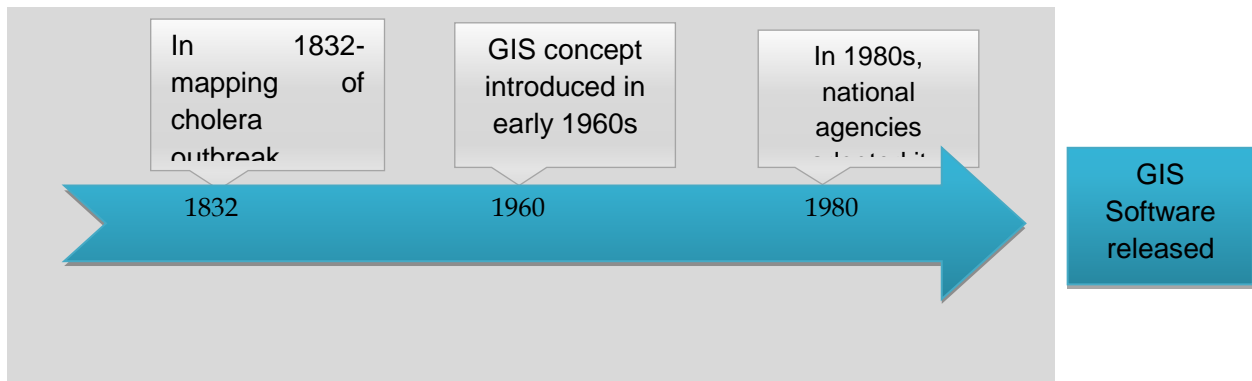 In 1832-
mapping of
cholera
outbreak
GIS concept
introduced in
early 1960s
In 1980s,
national
agencies
1832
1960
1980
GIS
Software
released